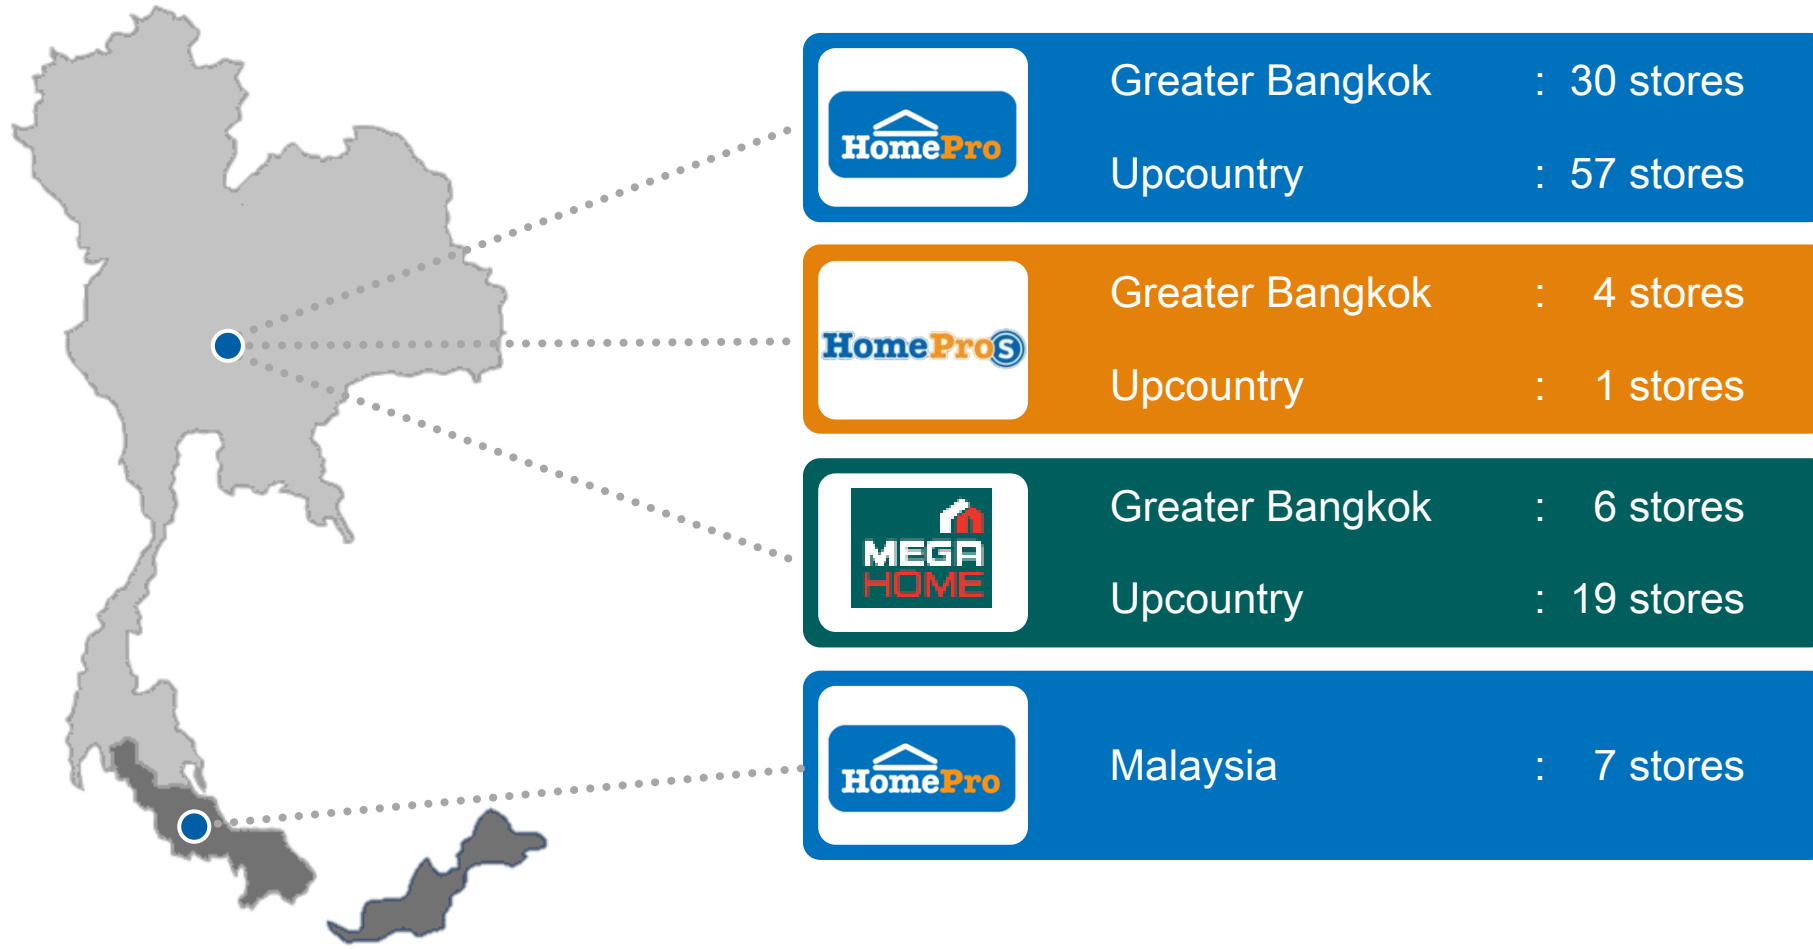 HomePro
Greater Bangkok : 30 stores
Upcountry : 57 stores
HomePro S
Greater Bangkok : 4 stores
Upcountry : 1 stores
MEGA
HOME
Greater Bangkok : 6 stores
Upcountry : 19 stores
HomePro
Malaysia : 7 stores